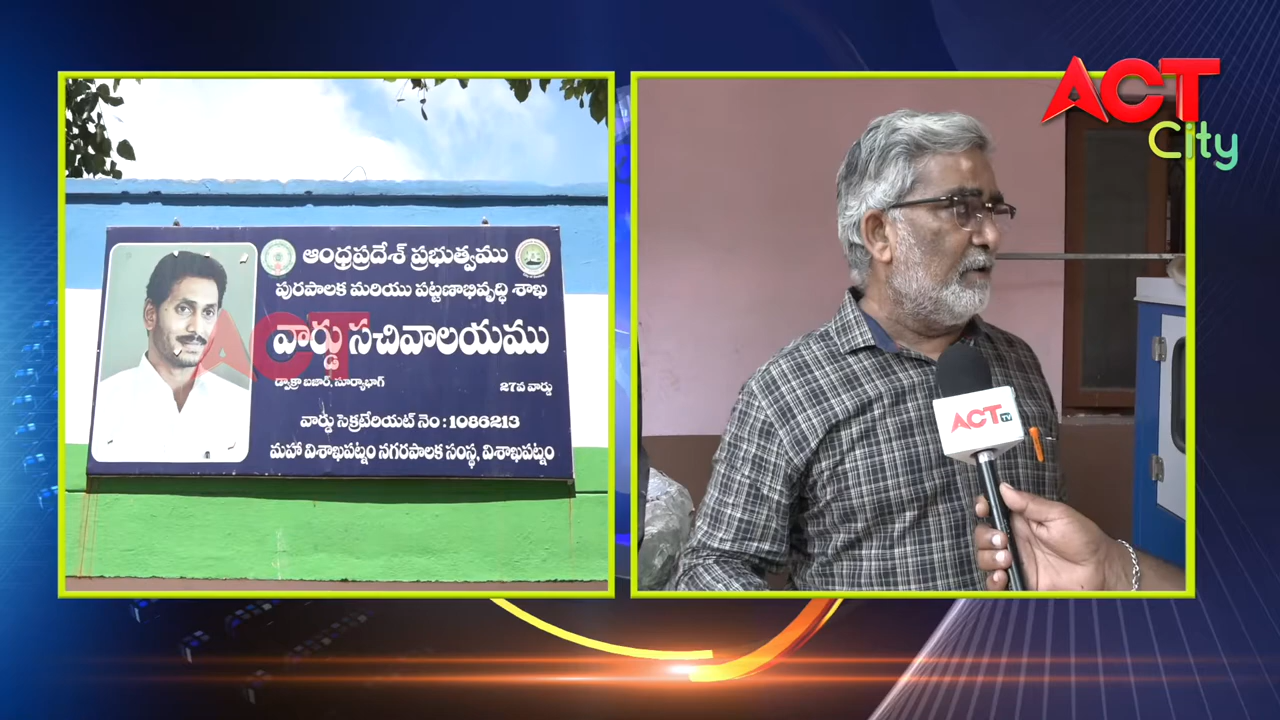 ఆంధ్రప్రదేశ్ ప్రభుత్వము
పురపాలక మరియు పట్టణాభివృద్ధి శాఖ
వార్డు సచివాలయము
ACT
డ్వాక్రా బజార్, సూర్యాభాగ్ 27వ వార్డు
వార్డు సెక్రటేరియట్ నెం : 1086213
మహా విశాఖపట్నం నగరపాలక సంస్థ, విశాఖపట్నం
ACT
City
ACT TV